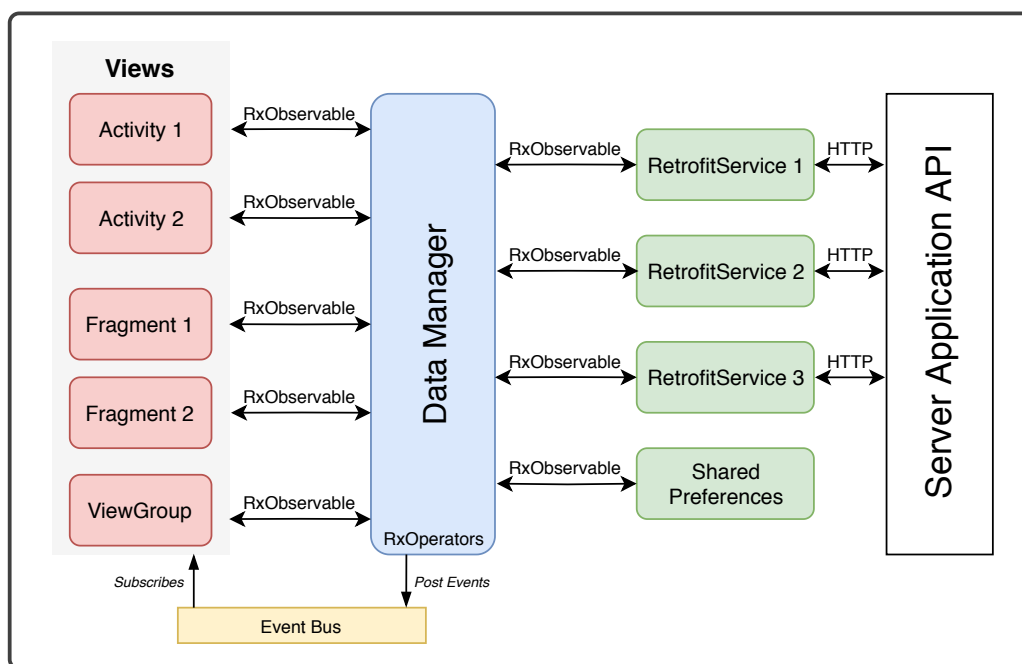 Views
Activity 1
Activity 2
Fragment 1
Fragment 2
ViewGroup
RxObservable
RxObservable
RxObservable
RxObservable
RxObservable
Data Manager
RxOperators
RxObservable
RxObservable
RxObservable
RxObservable
RetrofitService 1
RetrofitService 2
RetrofitService 3
Shared
Preferences
HTTP
HTTP
HTTP
Server Application API
Subscribes
Post Events
Event Bus